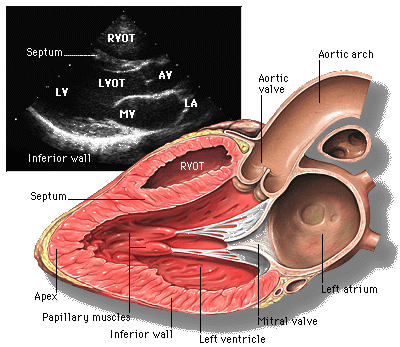 RVOT
Septum
LVOT
AV
LV
LA
MV
Inferior wall
Aortic arch
Aortic valve
RVOT
Septum
Left atrium
Apex
Papillary muscles
Mitral valve
Inferior wall
Left ventricle